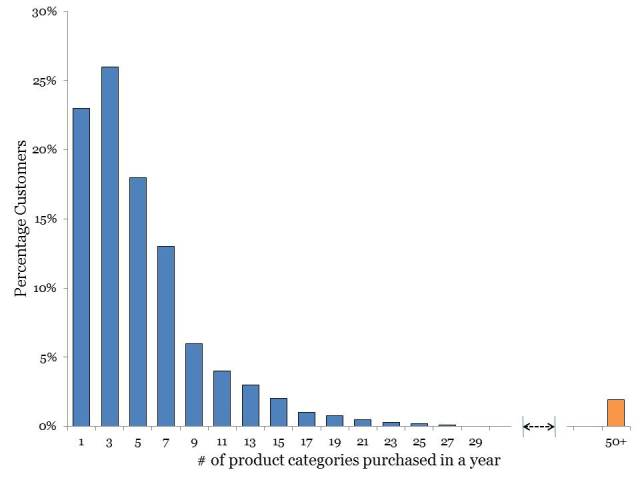 30%
25%
20%
15%
10%
5%
0%
Percentage Customers
1 3 5 7 9 11 13 15 17 19 21 23 25 27 29 50+
# of product categories purchased in a year